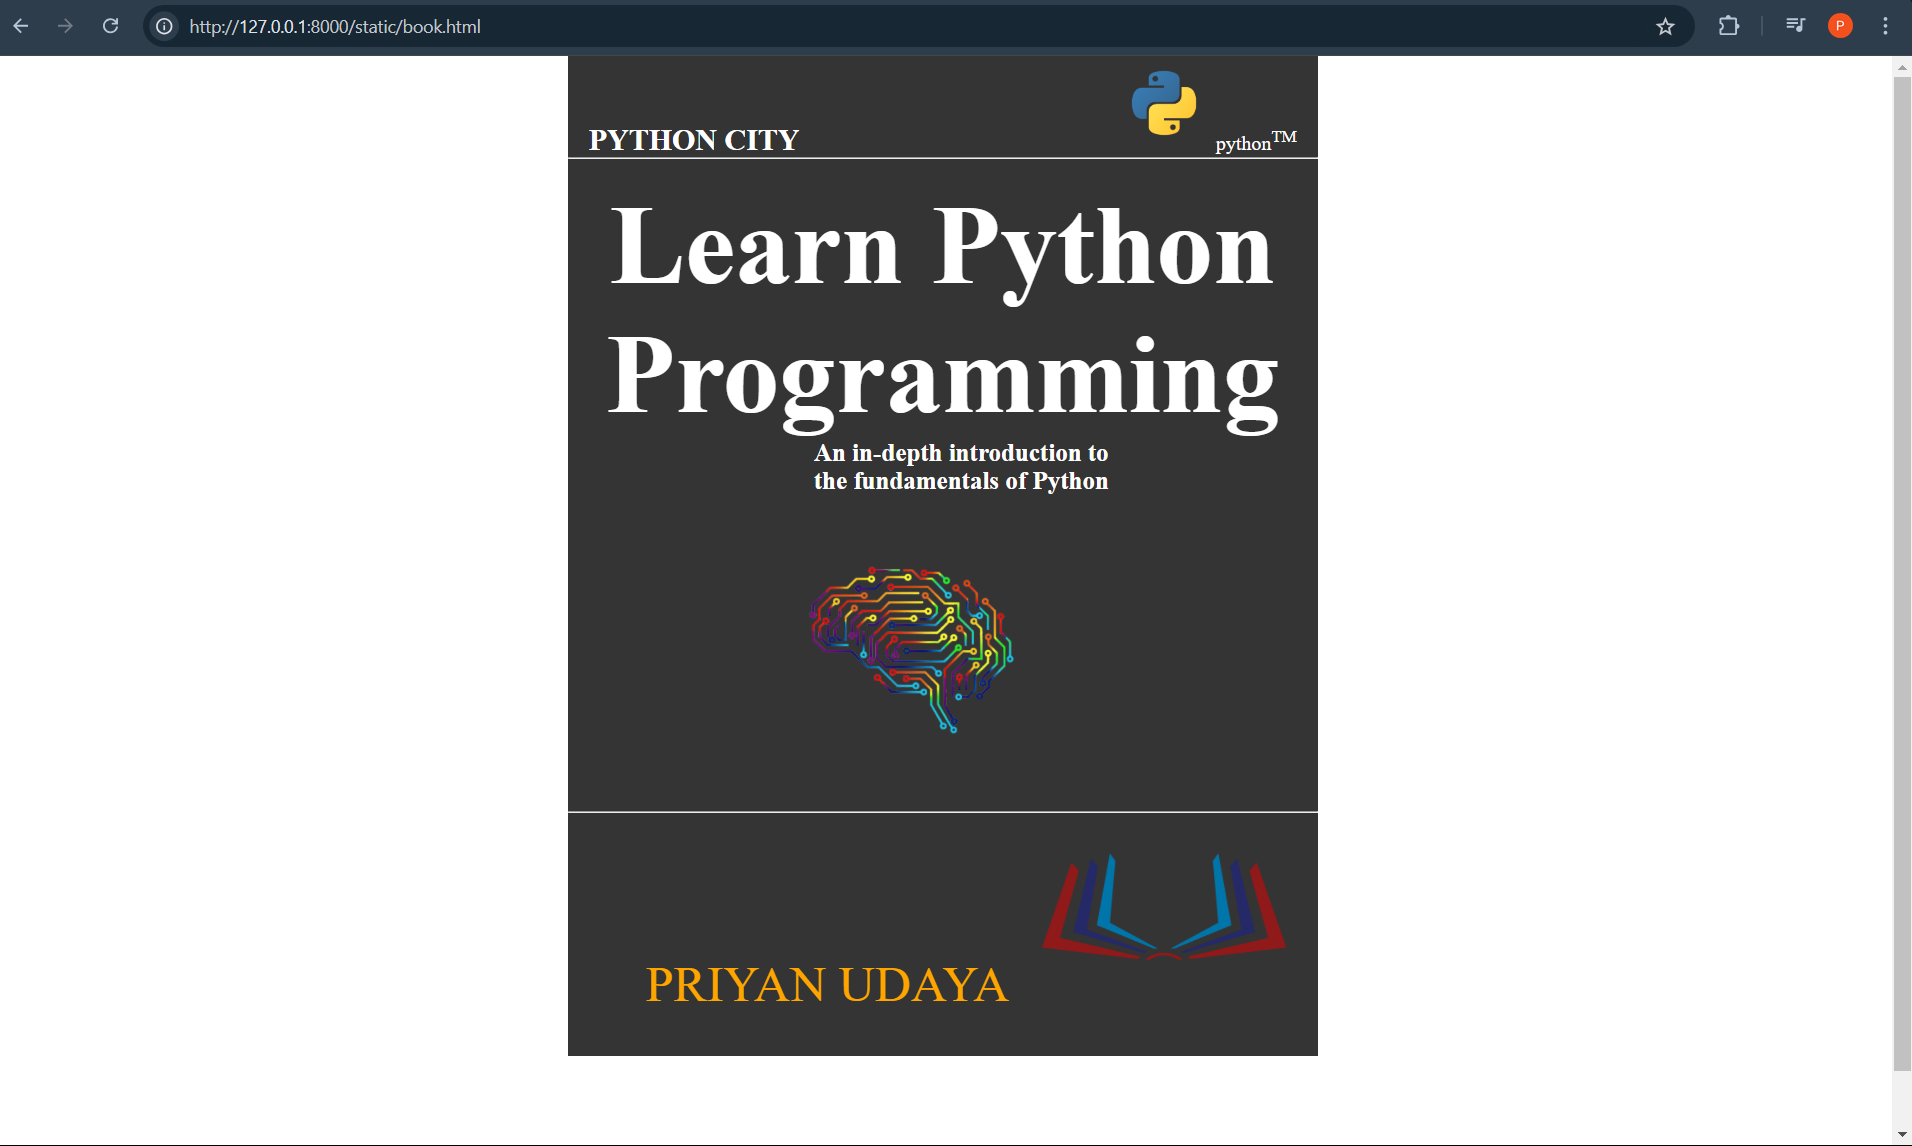 http://127.0.0.1:8000/static/book.html
P
PYTHON CITY
python™
Learn Python
Programming
An in-depth introduction to
the fundamentals of Python
PRIYAN UDAYA